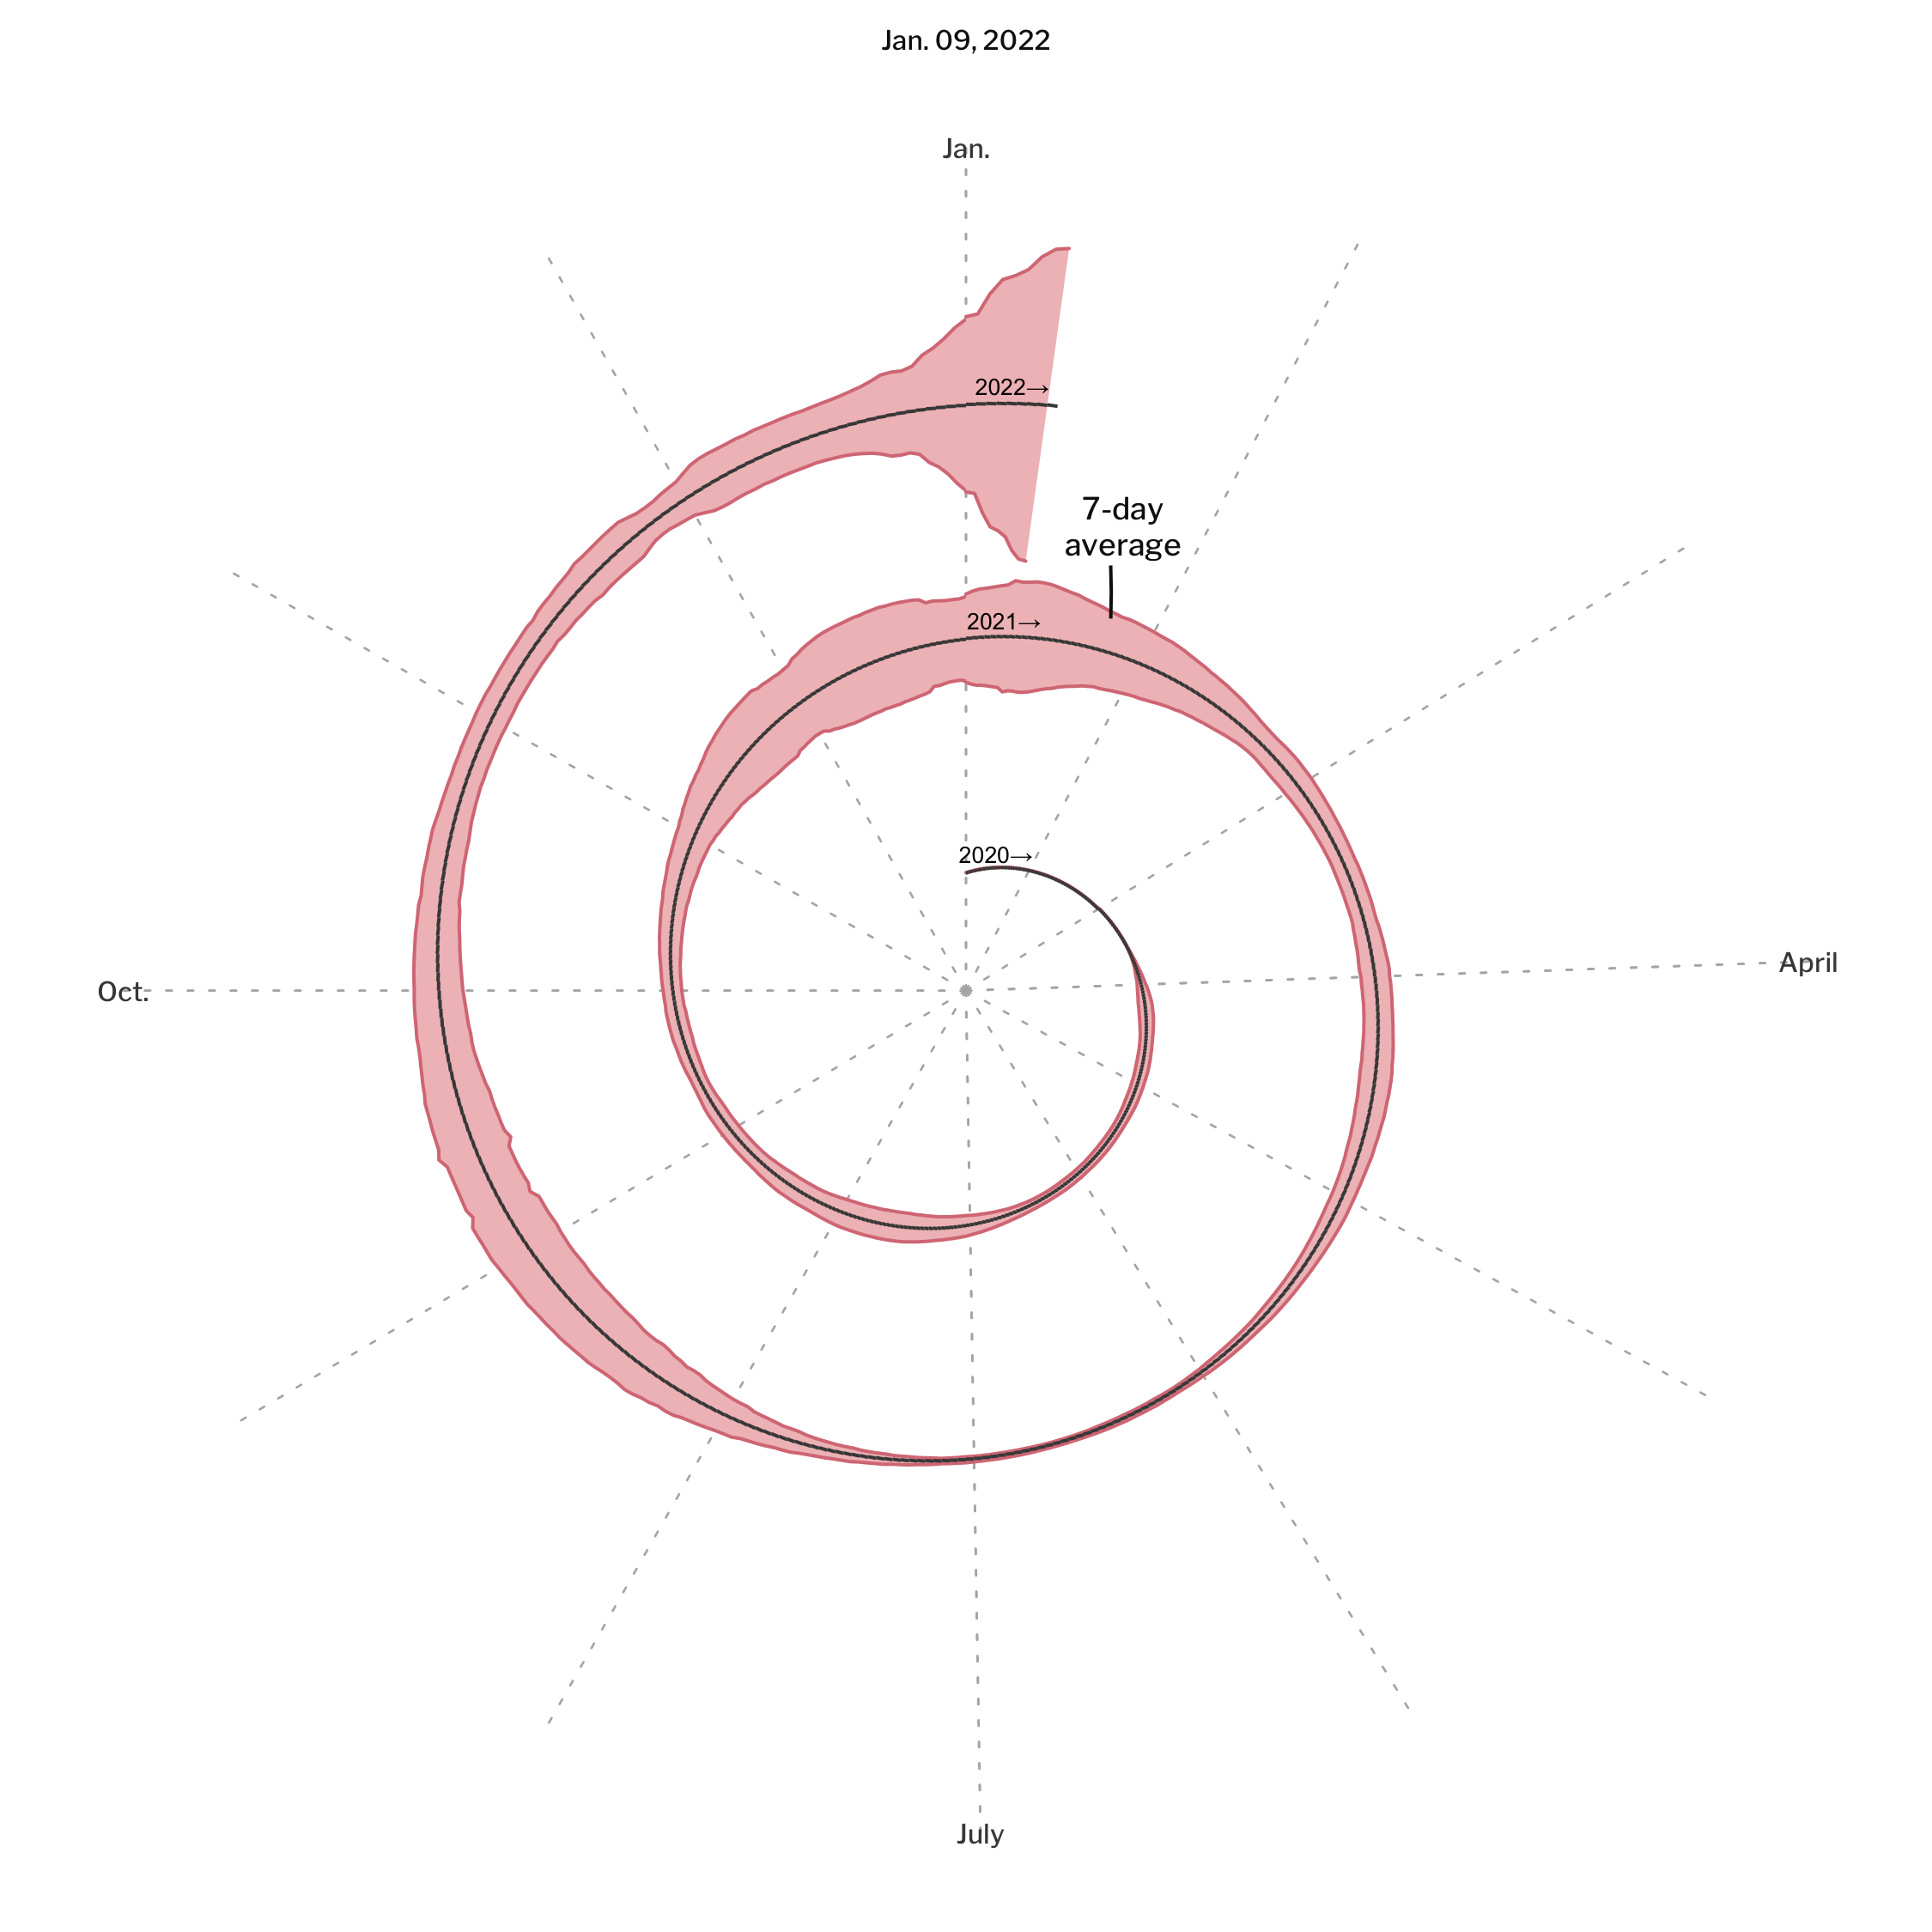 Jan. 09, 2022
Jan.
2022→
7-day
average
2021→
2020→
April
Oct.
July